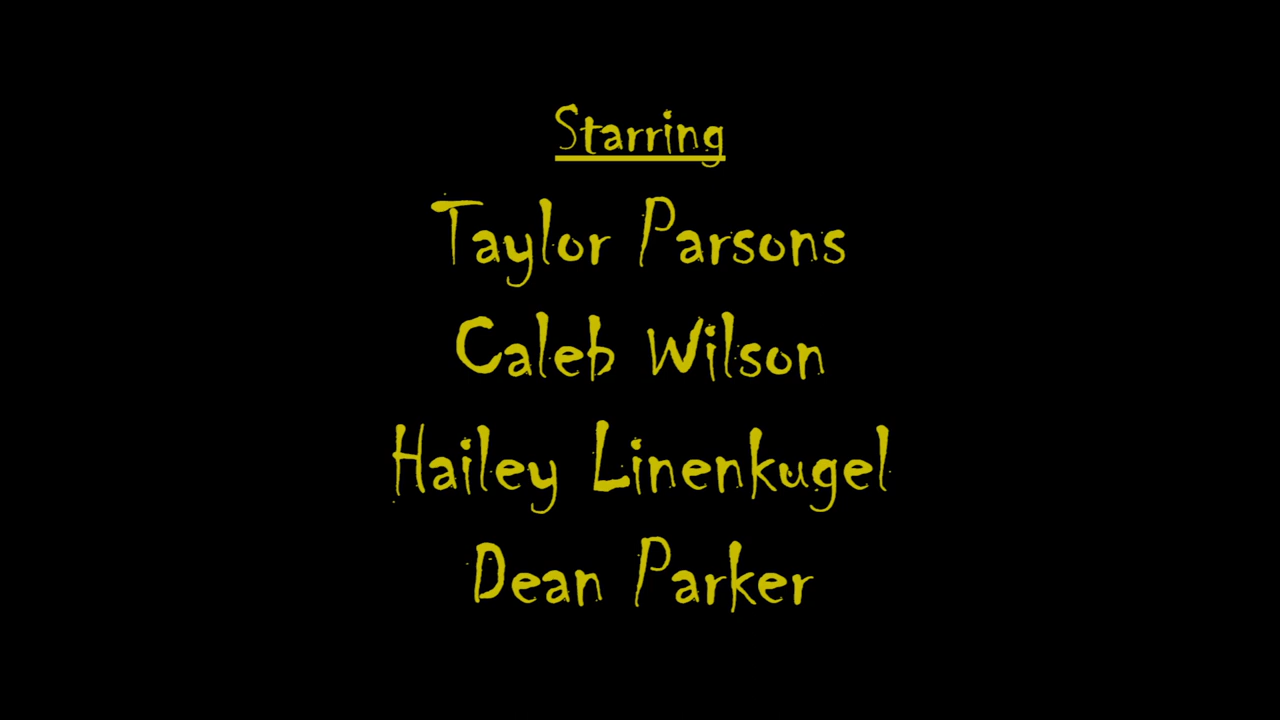 Starring
Taylor Parsons
Caleb Wilson
Hailey Linenkugel
Dean Parker